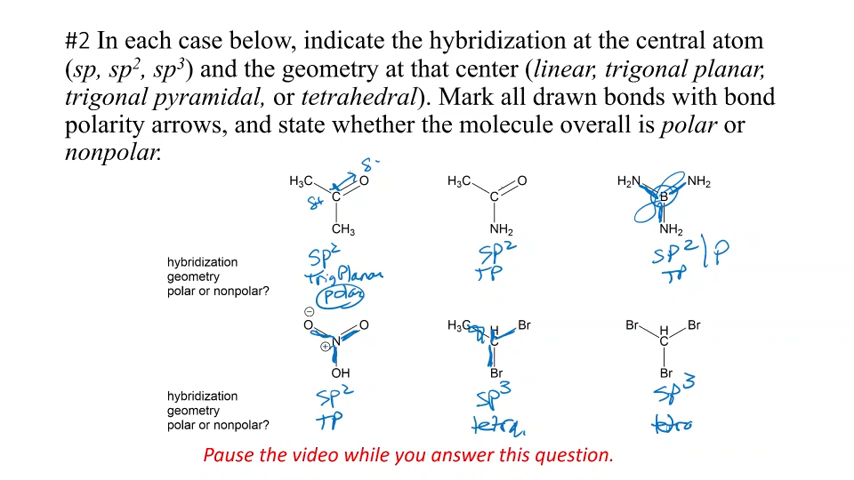 #2 In each case below, indicate the hybridization at the central atom
(sp, sp², sp³) and the geometry at that center (linear, trigonal planar,
trigonal pyramidal, or tetrahedral). Mark all drawn bonds with bond
polarity arrows, and state whether the molecule overall is polar or
nonpolar.
δ-
H₃C O H₃C O H₂N NH₂
C C B
δ+
CH₃ NH₂ NH₂
hybridization sp² sp² sp² | P
geometry trig planar TP TP
polar or nonpolar? polar
⊖
O O H₃C H Br Br H Br
⊕ N C C
OH Br Br
hybridization sp² sp³ sp³
geometry TP tetra. tetra
polar or nonpolar?
Pause the video while you answer this question.